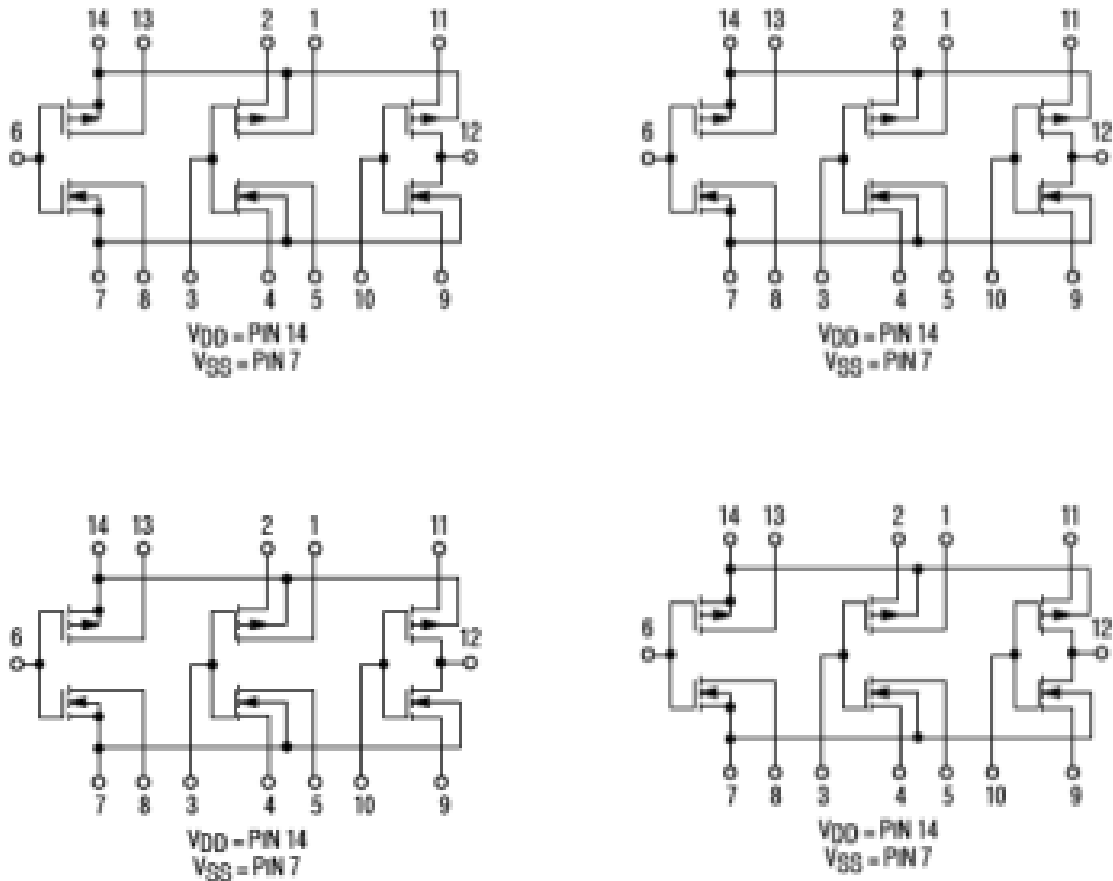 14 13 2 1 11
6 12
7 8 3 4 5 10 9
VDD = PIN 14
VSS = PIN 7
14 13 2 1 11
6 12
7 8 3 4 5 10 9
VDD = PIN 14
VSS = PIN 7
14 13 2 1 11
6 12
7 8 3 4 5 10 9
VDD = PIN 14
VSS = PIN 7
14 13 2 1 11
6 12
7 8 3 4 5 10 9
VDD = PIN 14
VSS = PIN 7